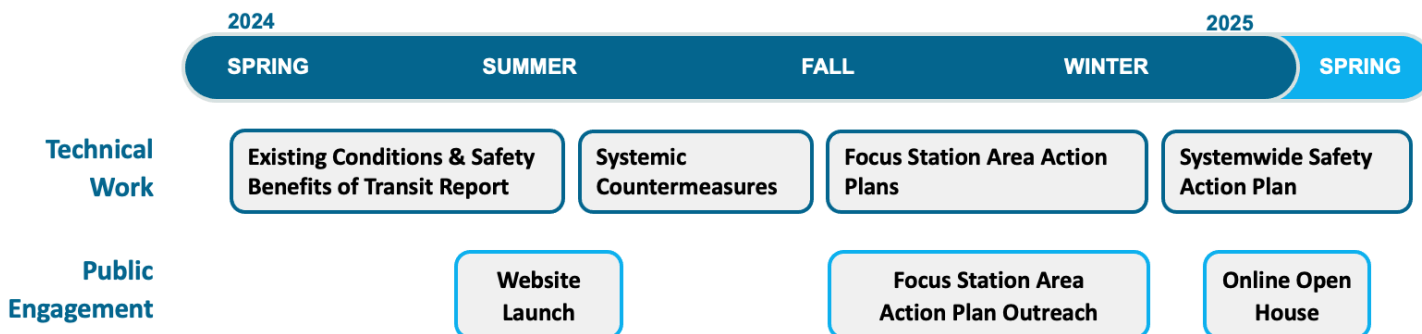 2024
2025
SPRING
SUMMER
FALL
WINTER
SPRING
Technical
Work
Existing Conditions & Safety
Benefits of Transit Report
Systemic
Countermeasures
Focus Station Area Action
Plans
Systemwide Safety
Action Plan
Public
Engagement
Website
Launch
Focus Station Area
Action Plan Outreach
Online Open
House